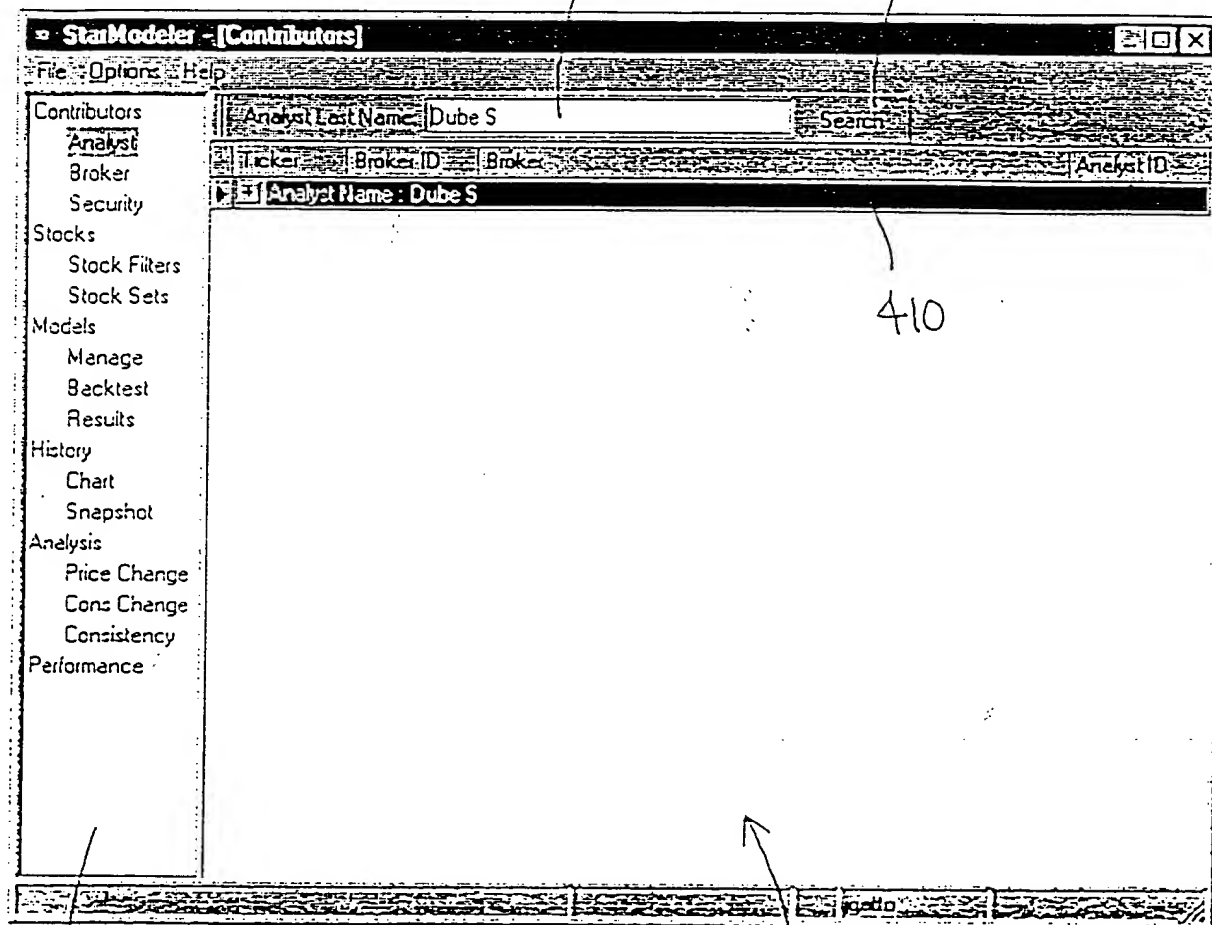 StarModeler - [Contributors]
File Options Help
Analyst Last Name: Dube S Search
Ticker Broker ID Broker Analyst ID
Analyst Name : Dube S
Contributors
Analyst
Broker
Security
Stocks
Stock Filters
Stock Sets
Models
Manage
Backtest
Results
History
Chart
Snapshot
Analysis
Price Change
Cons Change
Consistency
Performance
410